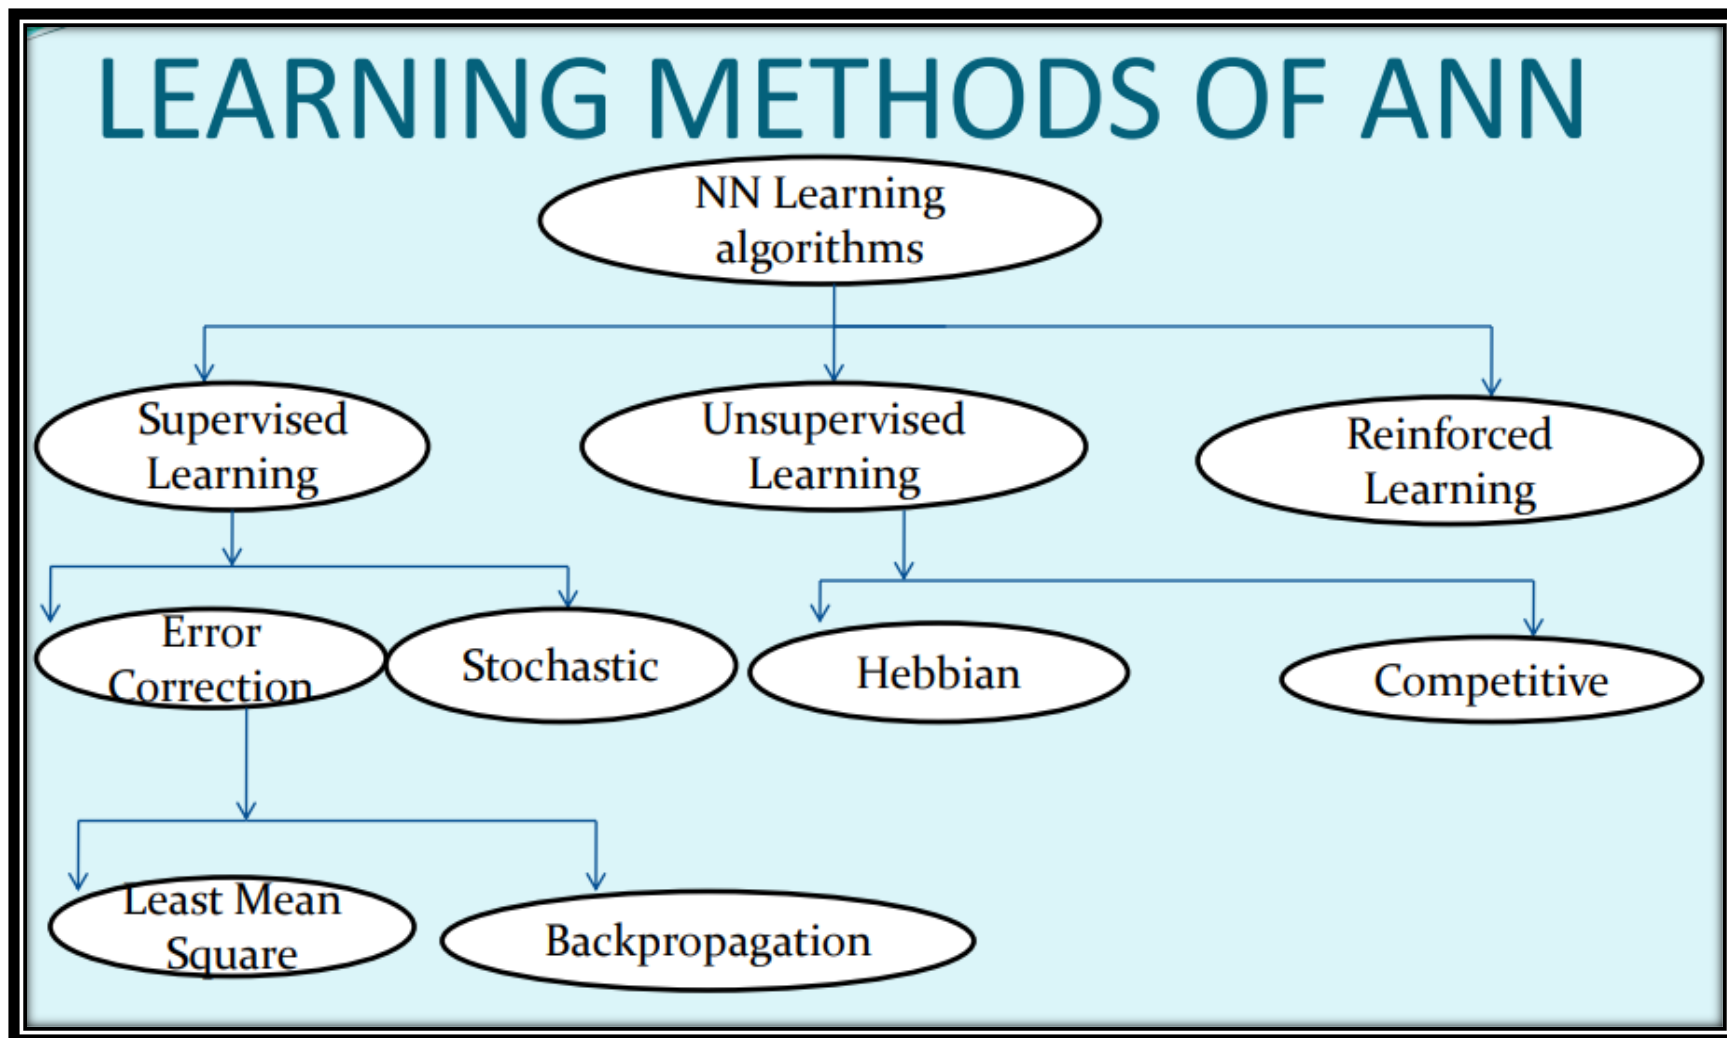 LEARNING METHODS OF ANN
NN Learning
algorithms
Supervised
Learning
Unsupervised
Learning
Reinforced
Learning
Error
Correction
Stochastic
Hebbian
Competitive
Least Mean
Square
Backpropagation